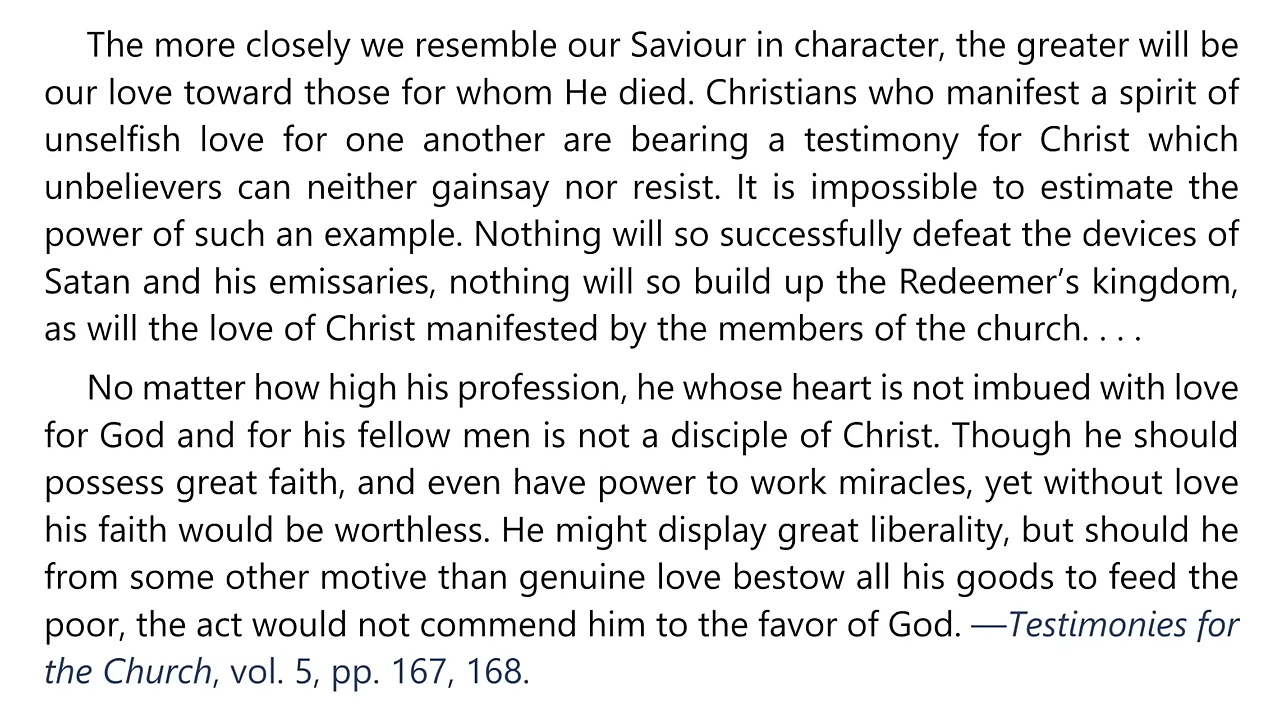 The more closely we resemble our Saviour in character, the greater will be
our love toward those for whom He died. Christians who manifest a spirit of
unselfish love for one another are bearing a testimony for Christ which
unbelievers can neither gainsay nor resist. It is impossible to estimate the
power of such an example. Nothing will so successfully defeat the devices of
Satan and his emissaries, nothing will so build up the Redeemer’s kingdom,
as will the love of Christ manifested by the members of the church. . . .
No matter how high his profession, he whose heart is not imbued with love
for God and for his fellow men is not a disciple of Christ. Though he should
possess great faith, and even have power to work miracles, yet without love
his faith would be worthless. He might display great liberality, but should he
from some other motive than genuine love bestow all his goods to feed the
poor, the act would not commend him to the favor of God. —Testimonies for
the Church, vol. 5, pp. 167, 168.